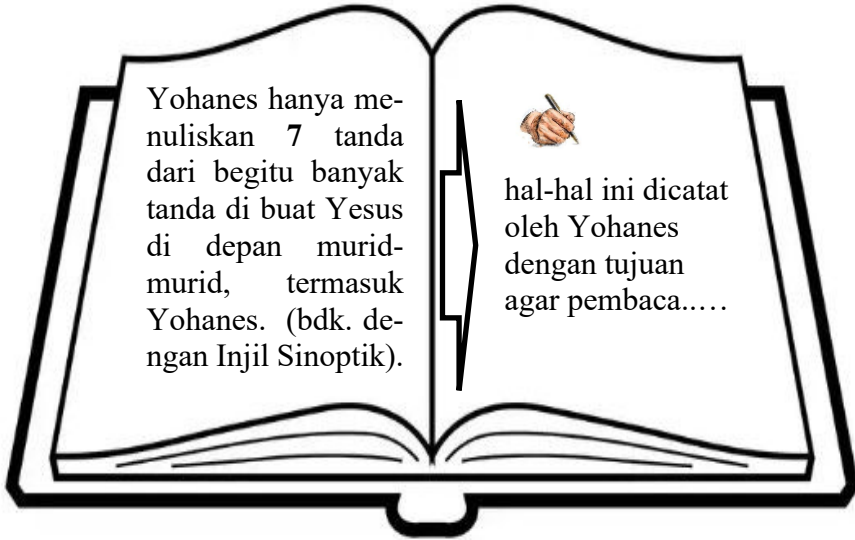 Yohanes hanya me-
nuliskan 7 tanda
dari begitu banyak
tanda di buat Yesus
di depan murid-
murid, termasuk
Yohanes. (bdk. de-
ngan Injil Sinoptik).
hal-hal ini dicatat
oleh Yohanes
dengan tujuan
agar pembaca..…